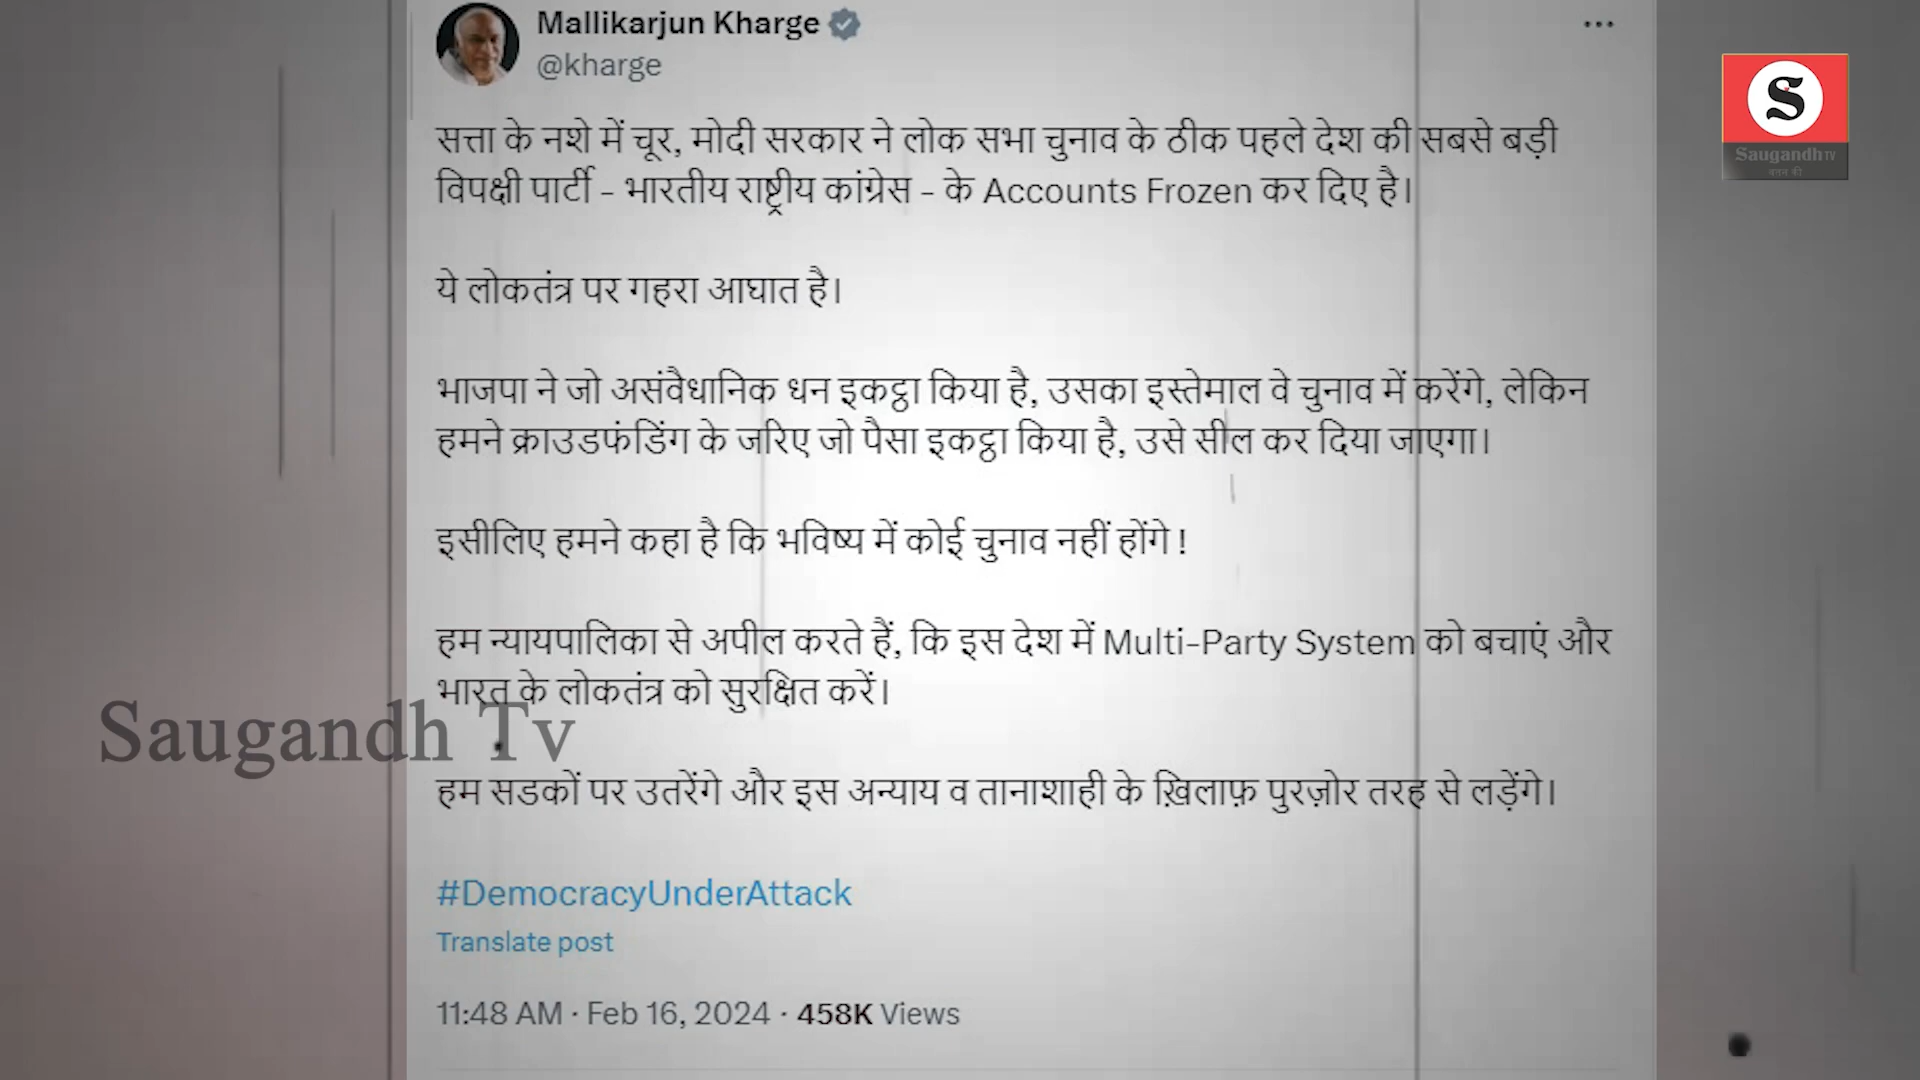 Mallikarjun Kharge
@kharge
सत्ता के नशे में चूर, मोदी सरकार ने लोक सभा चुनाव के ठीक पहले देश की सबसे बड़ी
विपक्षी पार्टी - भारतीय राष्ट्रीय कांग्रेस - के Accounts Frozen कर दिए है।
ये लोकतंत्र पर गहरा आघात है।
भाजपा ने जो असंवैधानिक धन इकट्ठा किया है, उसका इस्तेमाल वे चुनाव में करेंगे, लेकिन
हमने क्राउडफंडिंग के जरिए जो पैसा इकट्ठा किया है, उसे सील कर दिया जाएगा।
इसीलिए हमने कहा है कि भविष्य में कोई चुनाव नहीं होंगे !
हम न्यायपालिका से अपील करते हैं, कि इस देश में Multi-Party System को बचाएं और
भारत के लोकतंत्र को सुरक्षित करें।
हम सडकों पर उतरेंगे और इस अन्याय व तानाशाही के ख़िलाफ़ पुरज़ोर तरह से लड़ेंगे।
#DemocracyUnderAttack
Translate post
11:48 AM · Feb 16, 2024 · 458K Views
S
SaugandhTV
वतन की
Saugandh Tv